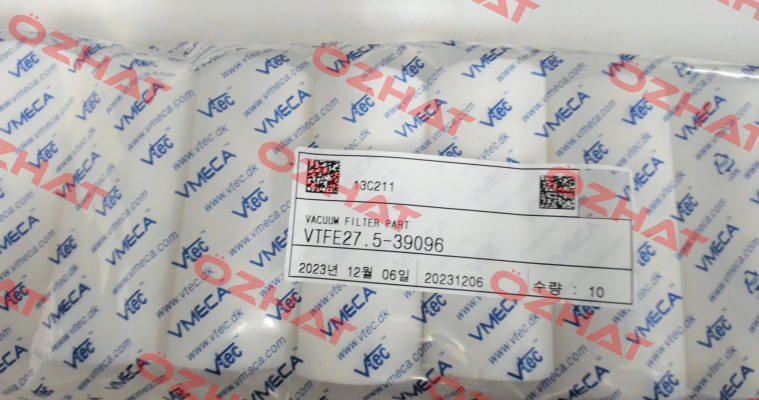 ÖZHAT
Vtec
VMECA
www.vmeca.com
www.vtec.dk
13C211
VACUUM FILTER PART
VTFE27.5-39096
2023년 12월 06일
20231206
수량 : 10